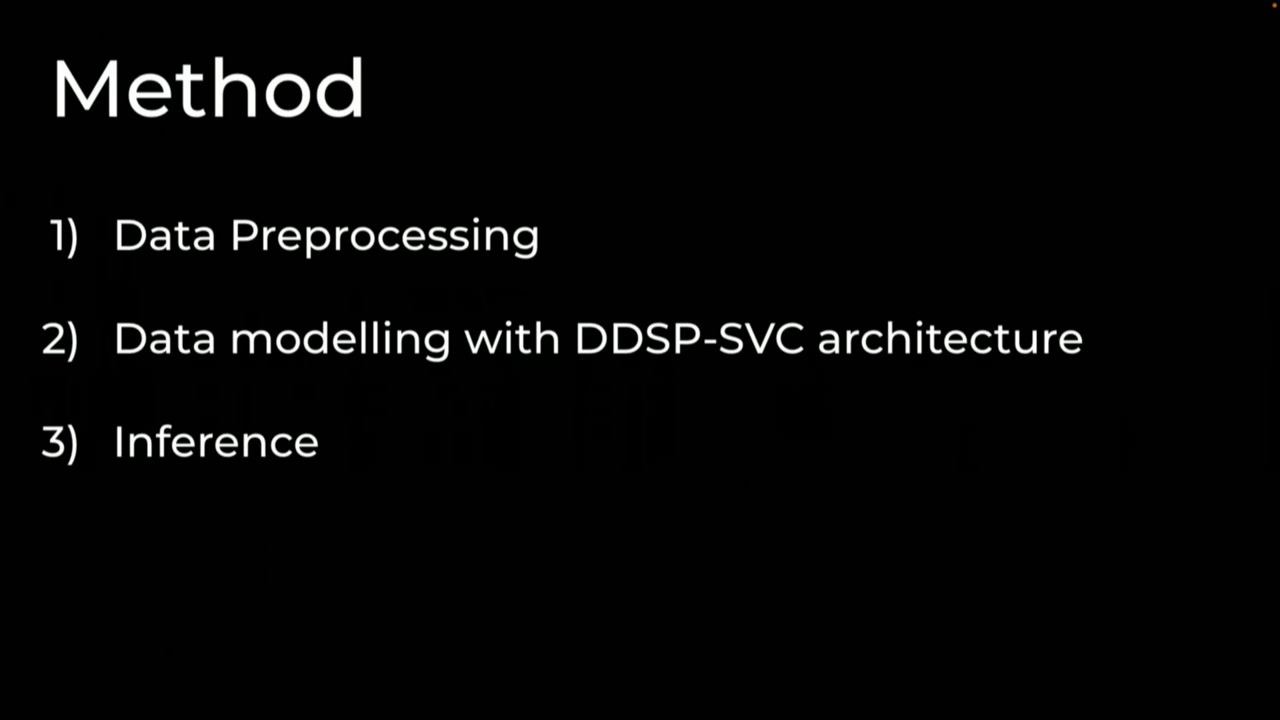 Method
1) Data Preprocessing
2) Data modelling with DDSP-SVC architecture
3) Inference